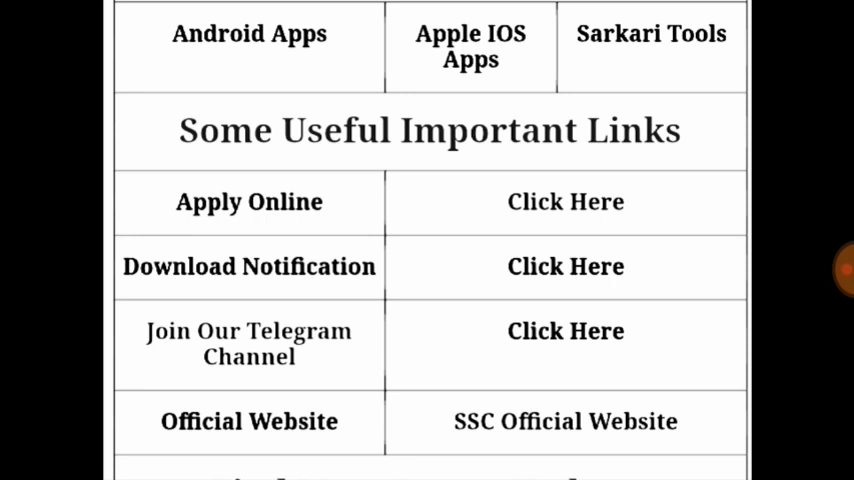 Android Apps
Apple IOS
Apps
Sarkari Tools
Some Useful Important Links
Apply Online
Click Here
Download Notification
Click Here
Join Our Telegram
Channel
Click Here
Official Website
SSC Official Website